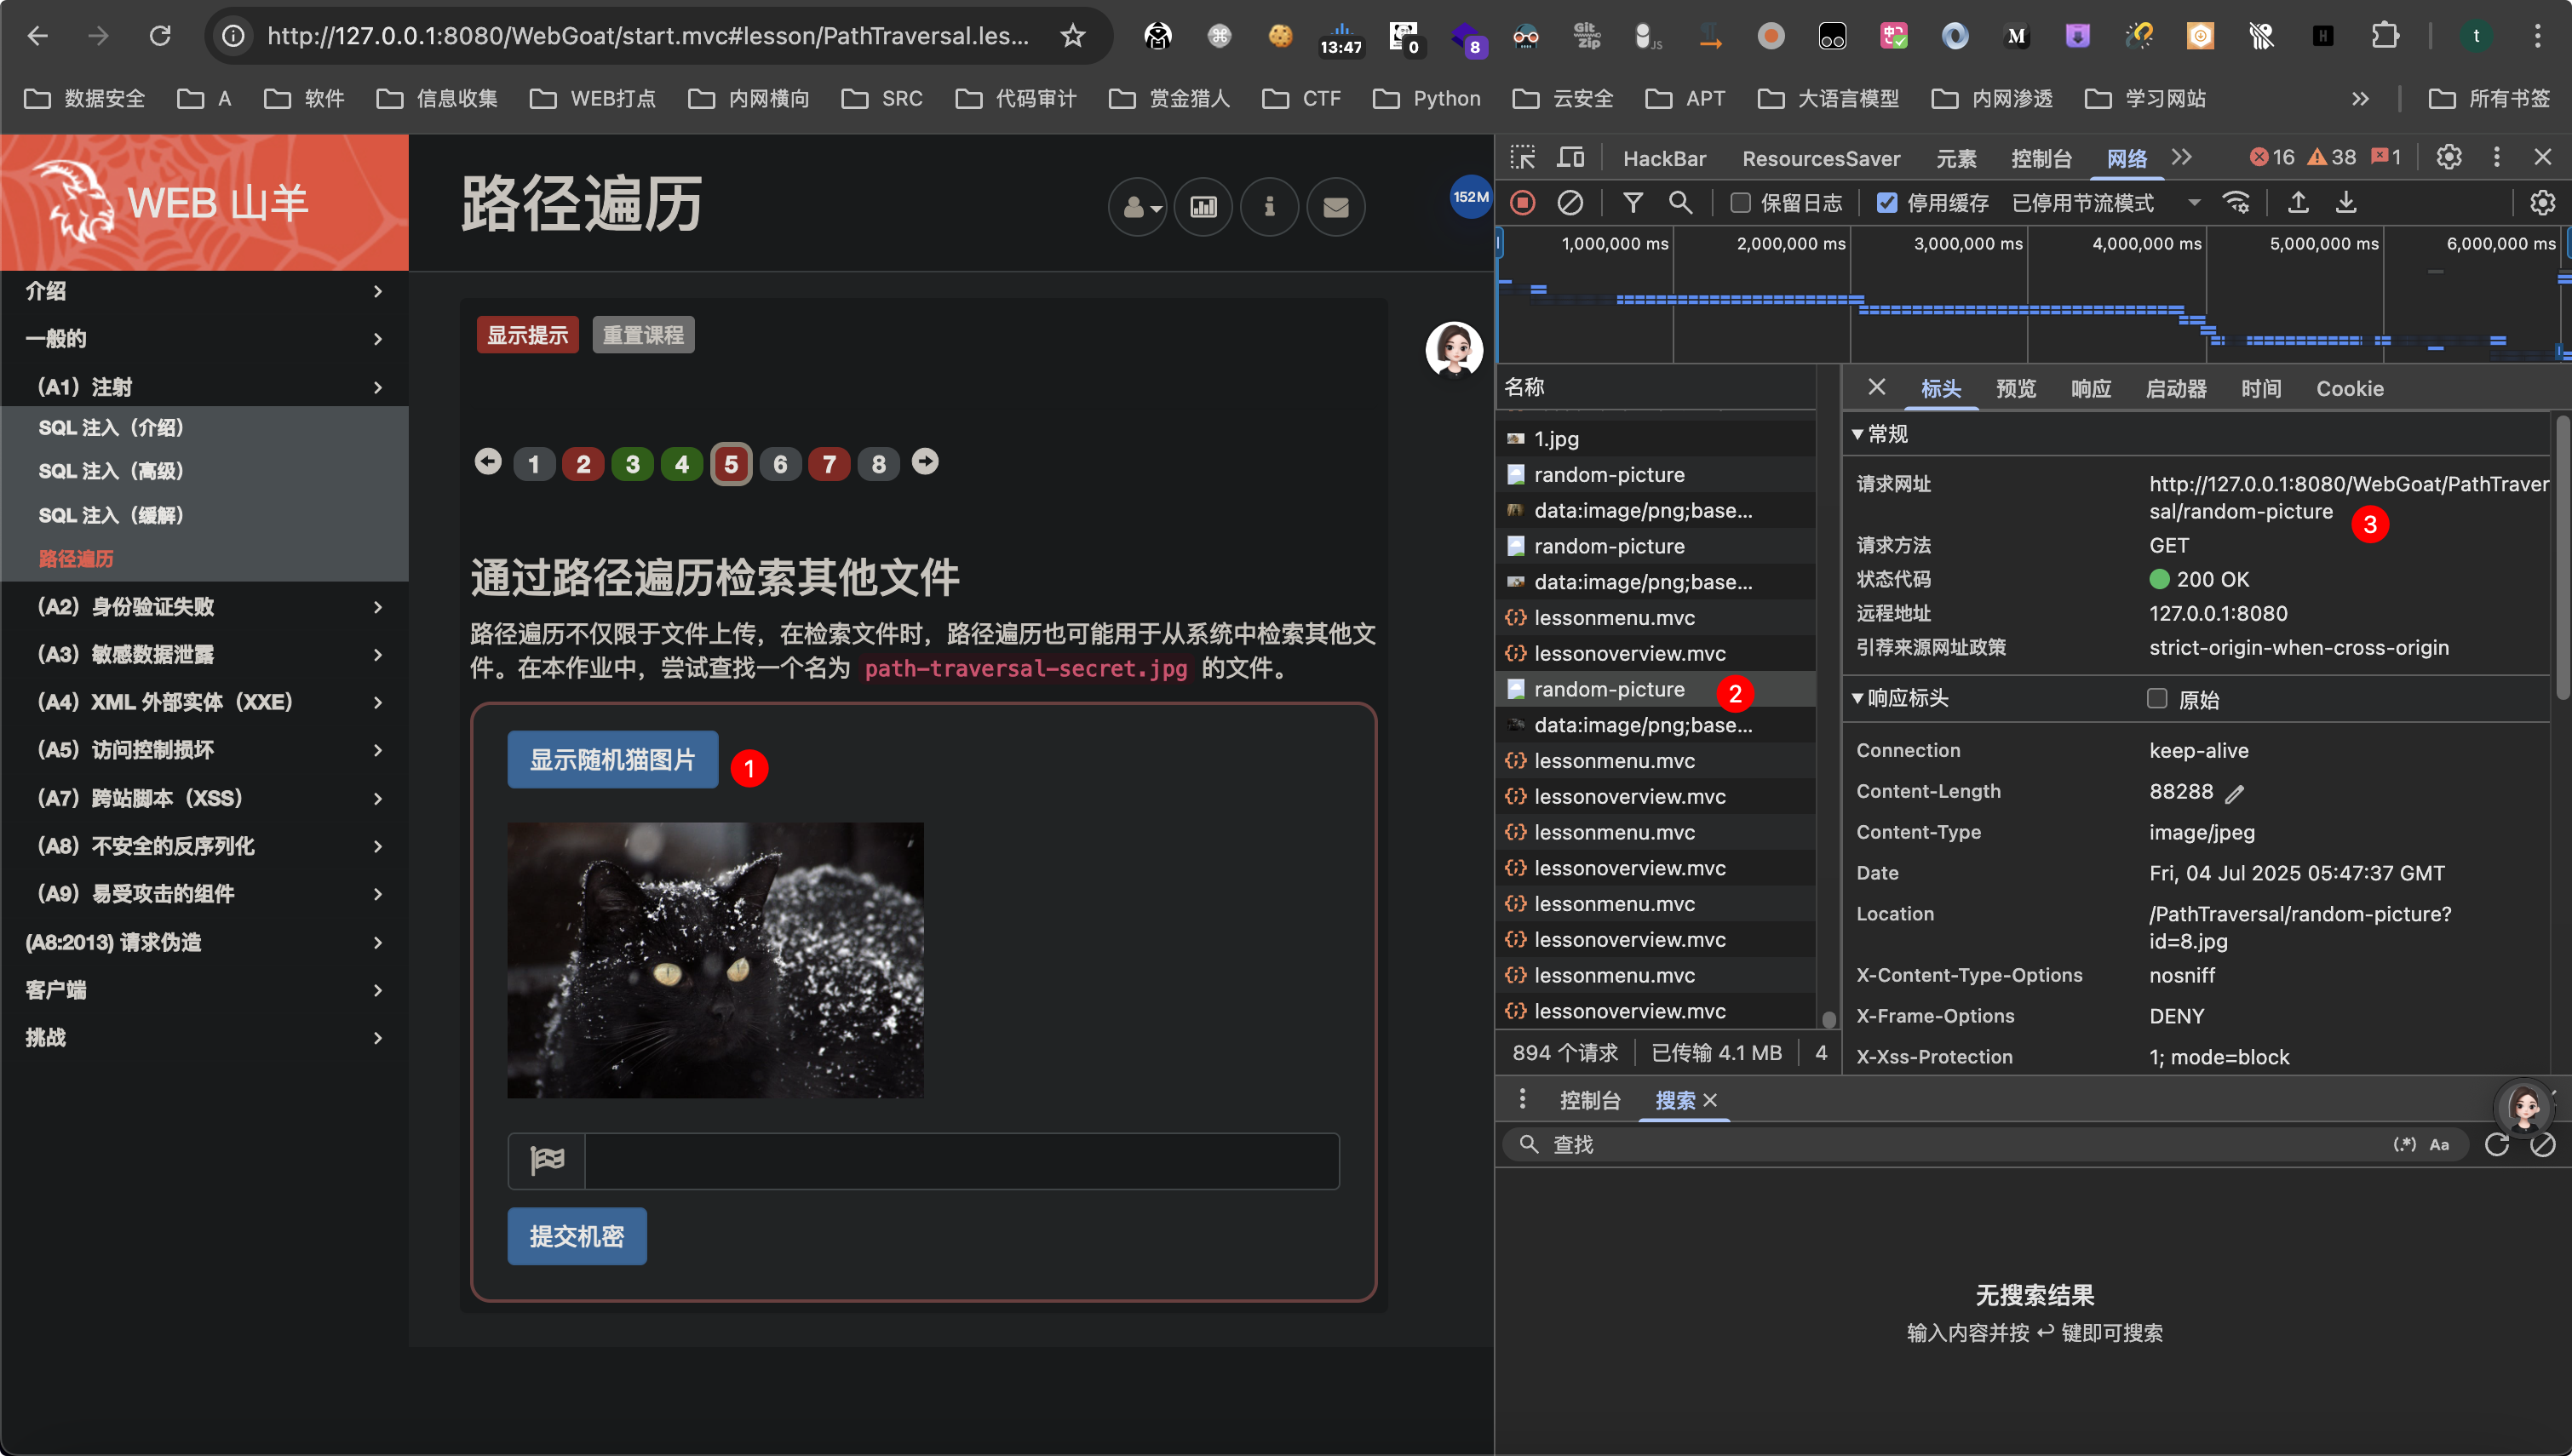 http://127.0.0.1:8080/WebGoat/start.mvc#lesson/PathTraversal.les...
13:47
0
8
Git Zip
JS
M
H
t
数据安全
A
软件
信息收集
WEB打点
内网横向
SRC
代码审计
赏金猎人
CTF
Python
云安全
APT
大语言模型
内网渗透
学习网站
所有书签
WEB 山羊
介绍
一般的
（A1）注射
SQL 注入（介绍）
SQL 注入（高级）
SQL 注入（缓解）
路径遍历
（A2）身份验证失败
（A3）敏感数据泄露
（A4）XML 外部实体（XXE）
（A5）访问控制损坏
（A7）跨站脚本（XSS）
（A8）不安全的反序列化
（A9）易受攻击的组件
(A8:2013) 请求伪造
客户端
挑战
路径遍历
152M
显示提示
重置课程
1 2 3 4 5 6 7 8
通过路径遍历检索其他文件
路径遍历不仅限于文件上传，在检索文件时，路径遍历也可能用于从系统中检索其他文
件。在本作业中，尝试查找一个名为 path-traversal-secret.jpg 的文件。
显示随机猫图片
1
提交机密
HackBar
ResourcesSaver
元素
控制台
网络
16
38
1
保留日志
停用缓存
已停用节流模式
1,000,000 ms
2,000,000 ms
3,000,000 ms
4,000,000 ms
5,000,000 ms
6,000,000 ms
名称
1.jpg
random-picture
data:image/png;base...
random-picture
data:image/png;base...
lessonmenu.mvc
lessonoverview.mvc
random-picture
2
data:image/png;base...
lessonmenu.mvc
lessonoverview.mvc
lessonmenu.mvc
lessonoverview.mvc
lessonmenu.mvc
lessonoverview.mvc
lessonmenu.mvc
lessonoverview.mvc
894 个请求
已传输 4.1 MB
4
标头
预览
响应
启动器
时间
Cookie
常规
请求网址
http://127.0.0.1:8080/WebGoat/PathTraver
sal/random-picture
3
请求方法
GET
状态代码
200 OK
远程地址
127.0.0.1:8080
引荐来源网址政策
strict-origin-when-cross-origin
响应标头
原始
Connection
keep-alive
Content-Length
88288
Content-Type
image/jpeg
Date
Fri, 04 Jul 2025 05:47:37 GMT
Location
/PathTraversal/random-picture?
id=8.jpg
X-Content-Type-Options
nosniff
X-Frame-Options
DENY
X-Xss-Protection
1; mode=block
控制台
搜索
查找
(.*)
Aa
无搜索结果
输入内容并按 ↩ 键即可搜索